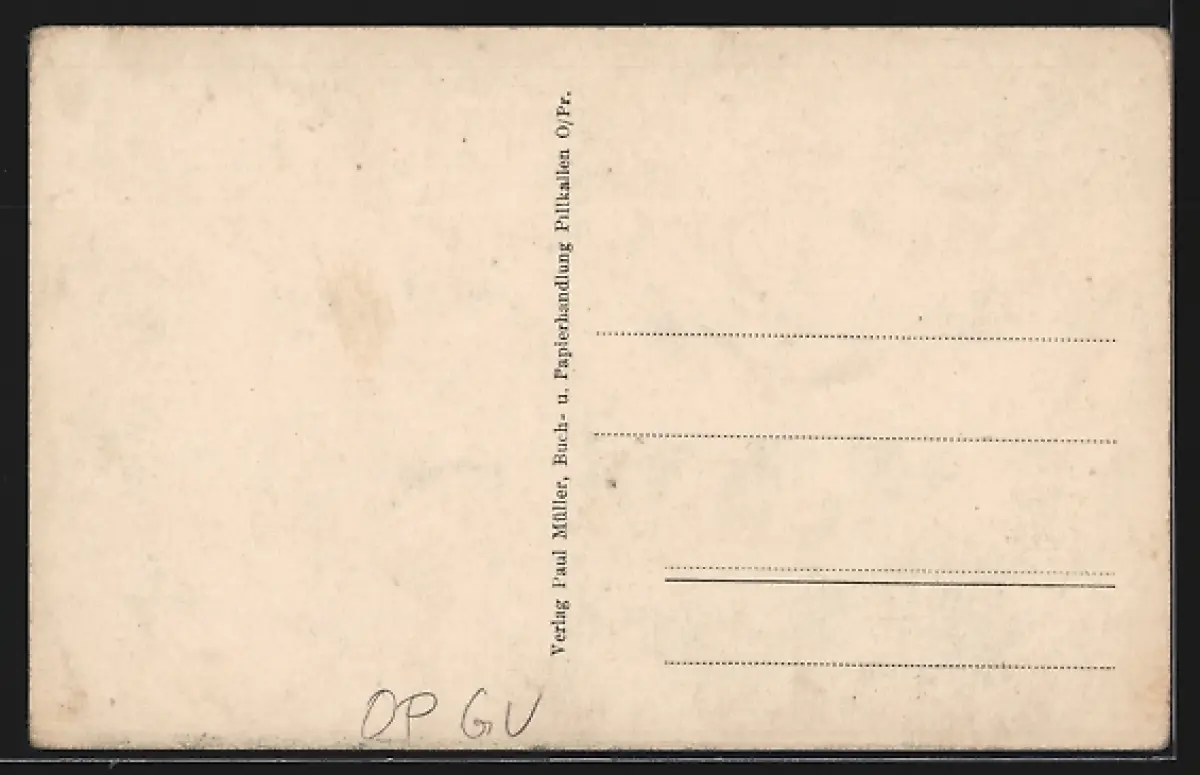 Verlag Paul Müller, Buch- u. Papierhandlung Pillkallen O/Pr.
OP GV